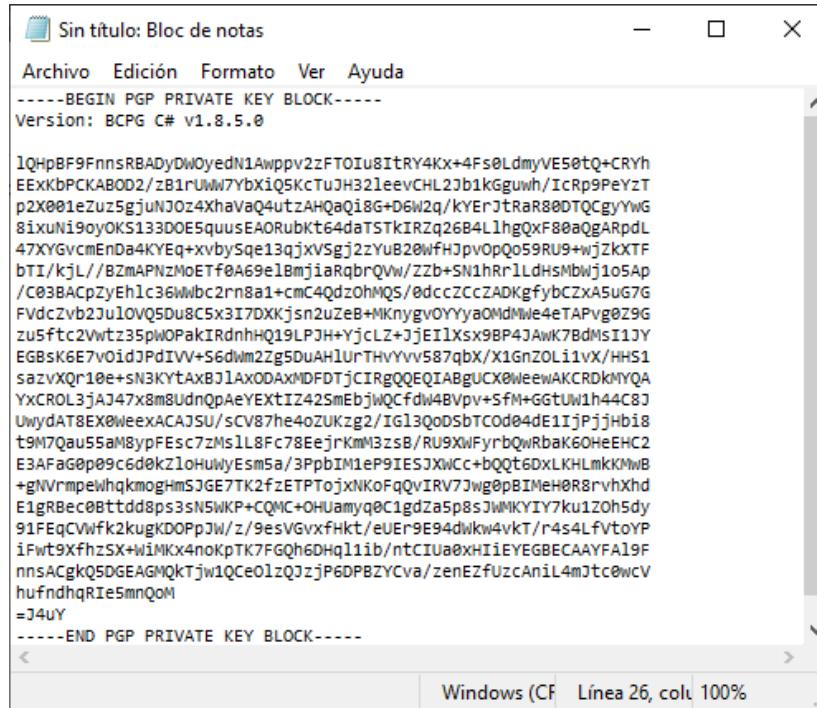 Sin título: Bloc de notas
Archivo Edición Formato Ver Ayuda
-----BEGIN PGP PRIVATE KEY BLOCK-----
Version: BCPG C# v1.8.5.0
lQHpBF9FnnsRBADyDWOyedN1Awppv2zFTOIu8ItRY4Kx+4Fs0LdmyVE50tQ+CRYh
EExKbPCKABOD2/zB1rUWW7YbXiQ5KcTuJH32leevCHL2Jb1kGguwh/IcRp9PeYzT
p2X001eZuz5gjuNJOz4XhaVaQ4utzAHQaQi8G+D6W2q/kYErJtRaR80DTQCgyYwG
8ixuNi9oyOKS133DOE5quusEAORubKt64daTSTkIRZq26B4LlhgQxF80aQgARpdL
47XYGvcmEnDa4KYEq+xvbySqe13qjxVSgj2zYuB20WfHJpvOpQo59RU9+wjZkXTF
bTI/kjL//BZmAPNzMoETf0A69elBmjiaRqbrQVw/ZZb+SN1hRrlLdHsMbWj1o5Ap
/C03BACpZyEhlc36WWbc2rn8a1+cmC4QdzOhMQS/0dccZCcZADKgfybCZxA5uG7G
FVdcZvb2JulOVQ5Du8C5x3I7DXKjsn2uZeB+MKnygvOYYyaOMdMWe4eTAPvg0Z9G
zu5ftc2Vwtz35pWOPakIRdnhHQ19LPJH+YjcLZ+JjEIlXsx9BP4JAwK7BdMsI1JY
EGBsK6E7vOidJPdIVV+S6dWm2Zg5DuAHlUrTHvYvv587qbX/X1GnZOLi1vX/HHS1
sazvXQr10e+sN3KYtAxBJlAxODAxMDFDTjCIRgQQEQIABgUCX0WeewAKCRDkMYQA
YxCROL3jAJ47x8m8UdnQpAeYEXtIZ42SmEbjWQCfdW4BVpv+SfM+GGtUW1h44C8J
UwydAT8EX0WeexACAJSU/sCV87he4oZUKzg2/IGl3QoDSbTCOd04dE1IjPjjHbi8
t9M7Qau55aM8ypFEsc7zMslL8Fc78EejrKmM3zsB/RU9XWFyrbQwRbaK6OHeEHC2
E3AFaG0p09c6d0kZloHuWyEsm5a/3PpbIM1eP9IESJXWCc+bQQt6DxLKHLmkKMwB
+gNVrmpeWhqkmogHmSJGE7TK2fzETPTojxNKoFqQvIRV7Jwg0pBIMeH0R8rvhXhd
E1gRBec0Bttdd8ps3sN5WKP+CQMC+OHUamyq0C1gdZa5p8sJWMKYIY7ku1ZOh5dy
91FEqCVWfk2kugKDOPpJW/z/9esVGvxfHkt/eUEr9E94dWkw4vkT/r4s4LfVtoYP
iFwt9XfhzSX+WiMKx4noKpTK7FGQh6DHql1ib/ntCIUa0xHIiEYEGBECAAYFAl9F
nnsACgkQ5DGEAGMQkTjw1QCeOlzQJzjP6DPBZYCva/zenEZfUzcAniL4mJtc0wcV
hufndhqRIe5mnQoM
=J4uY
-----END PGP PRIVATE KEY BLOCK-----
Windows (CF Línea 26, colu 100%